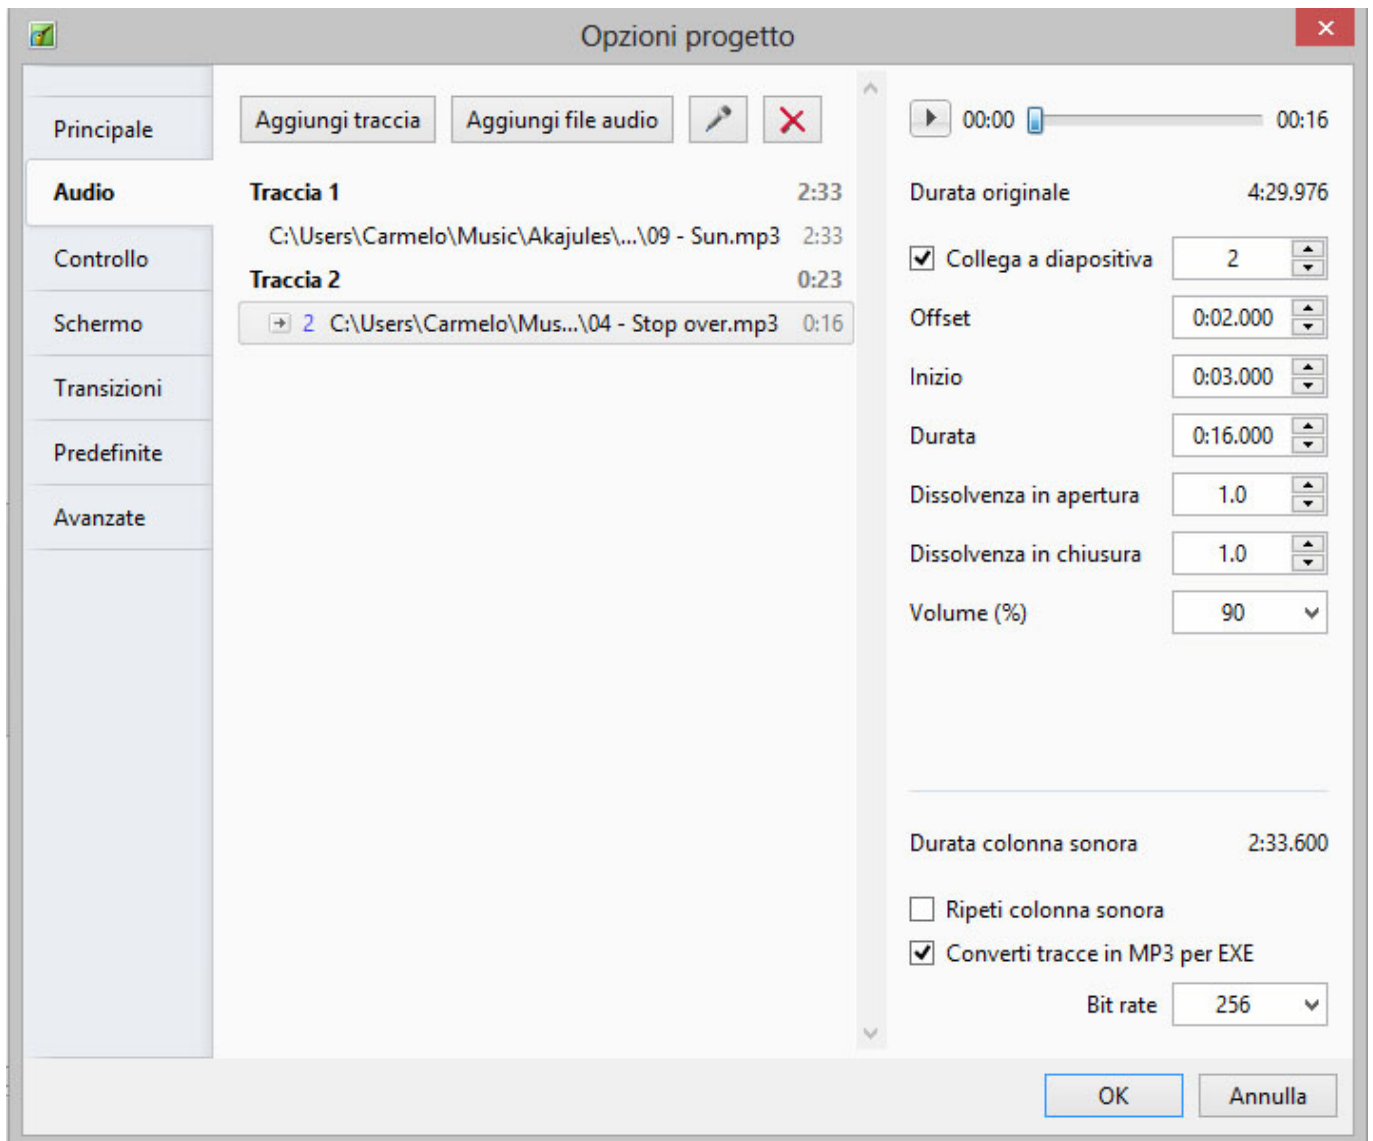 Opzioni progetto
Principale
Audio
Controllo
Schermo
Transizioni
Predefinite
Avanzate
Aggiungi traccia Aggiungi file audio
Traccia 1 2:33
C:\Users\Carmelo\Music\Akajules\...\09 - Sun.mp3 2:33
Traccia 2 0:23
2 C:\Users\Carmelo\Mus...\04 - Stop over.mp3 0:16
00:00 00:16
Durata originale 4:29.976
Collega a diapositiva 2
Offset 0:02.000
Inizio 0:03.000
Durata 0:16.000
Dissolvenza in apertura 1.0
Dissolvenza in chiusura 1.0
Volume (%) 90
Durata colonna sonora 2:33.600
Ripeti colonna sonora
Converti tracce in MP3 per EXE
Bit rate 256
OK Annulla